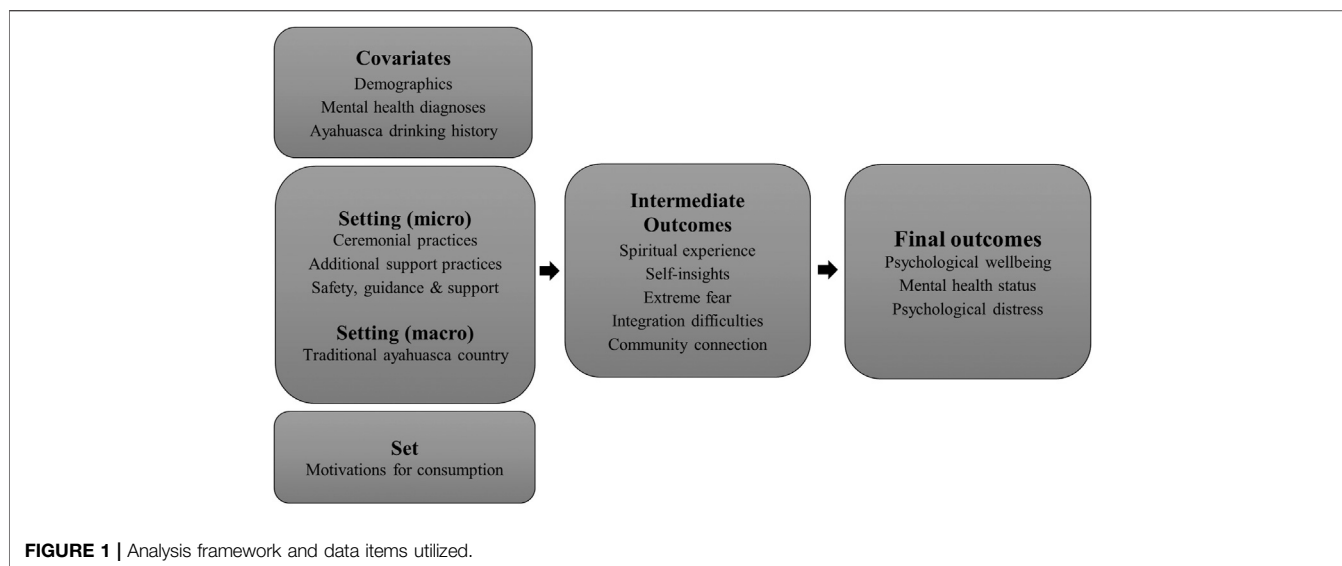 Covariates
Demographics
Mental health diagnoses
Ayahuasca drinking history
Setting (micro)
Ceremonial practices
Additional support practices
Safety, guidance & support
Setting (macro)
Traditional ayahuasca country
Set
Motivations for consumption
Intermediate
Outcomes
Spiritual experience
Self-insights
Extreme fear
Integration difficulties
Community connection
Final outcomes
Psychological wellbeing
Mental health status
Psychological distress
FIGURE 1 | Analysis framework and data items utilized.